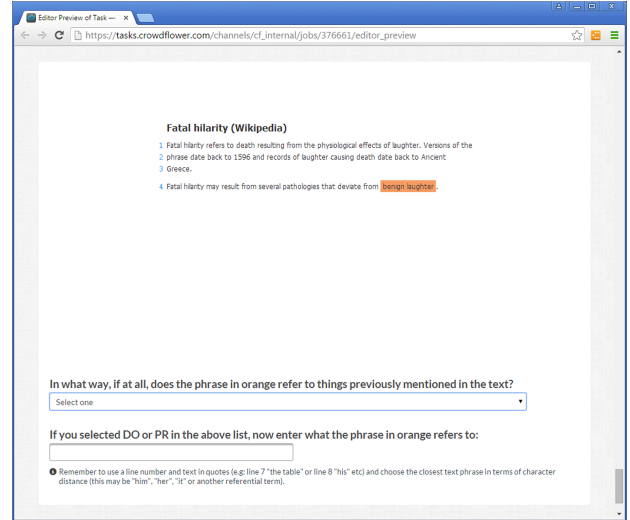 Editor Preview of Task —
https://tasks.crowdflower.com/channels/cf_internal/jobs/376661/editor_preview
Fatal hilarity (Wikipedia)
1 Fatal hilarity refers to death resulting from the physiological effects of laughter. Versions of the
2 phrase date back to 1596 and records of laughter causing death date back to Ancient
3 Greece.
4 Fatal hilarity may result from several pathologies that deviate from benign laughter.
In what way, if at all, does the phrase in orange refer to things previously mentioned in the text?
Select one
If you selected DO or PR in the above list, now enter what the phrase in orange refers to:
Remember to use a line number and text in quotes (e.g: line 7 "the table" or line 8 "his" etc) and choose the closest text phrase in terms of character
distance (this may be "him", "her", "it" or another referential term).